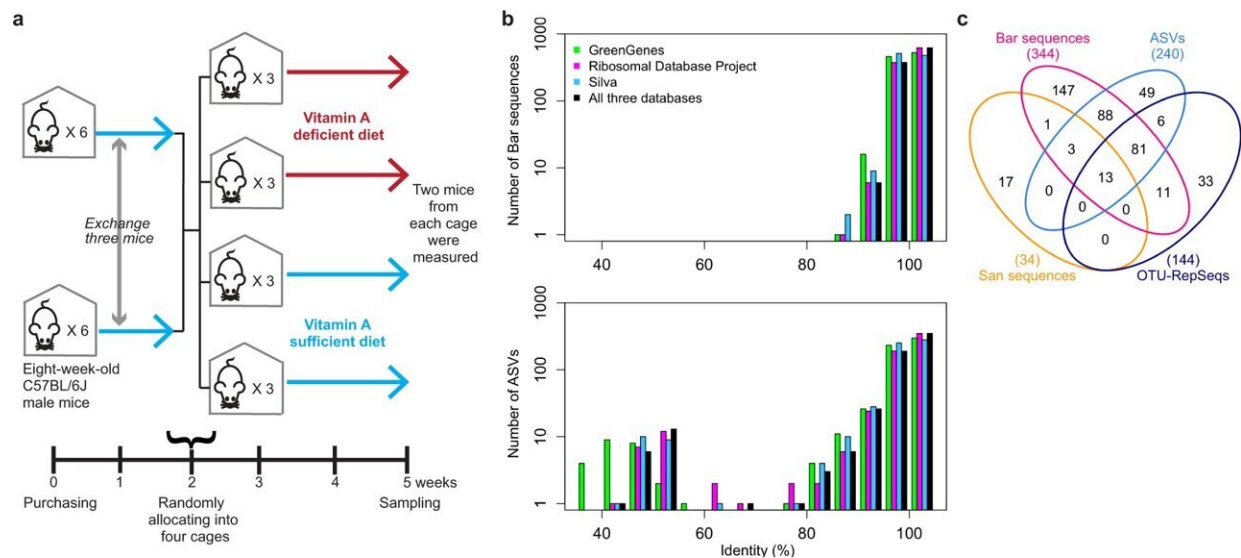 a
X 6
Exchange
three mice
X 6
Eight-week-old
C57BL/6J
male mice
X 3
Vitamin A
deficient diet
X 3
X 3
Vitamin A
sufficient diet
X 3
Two mice
from
each cage
were
measured
0
1
2
3
4
5 weeks
Purchasing
Randomly
allocating into
four cages
Sampling
b
Number of Bar sequences
1000
100
10
1
GreenGenes
Ribosomal Database Project
Silva
All three databases
40
60
80
100
Number of ASVs
1000
100
10
1
40
60
80
100
Identity (%)
c
Bar sequences
(344)
ASVs
(240)
147
49
1
88
6
3
81
17
13
33
0
11
0
0
0
(34)
San sequences
(144)
OTU-RepSeqs